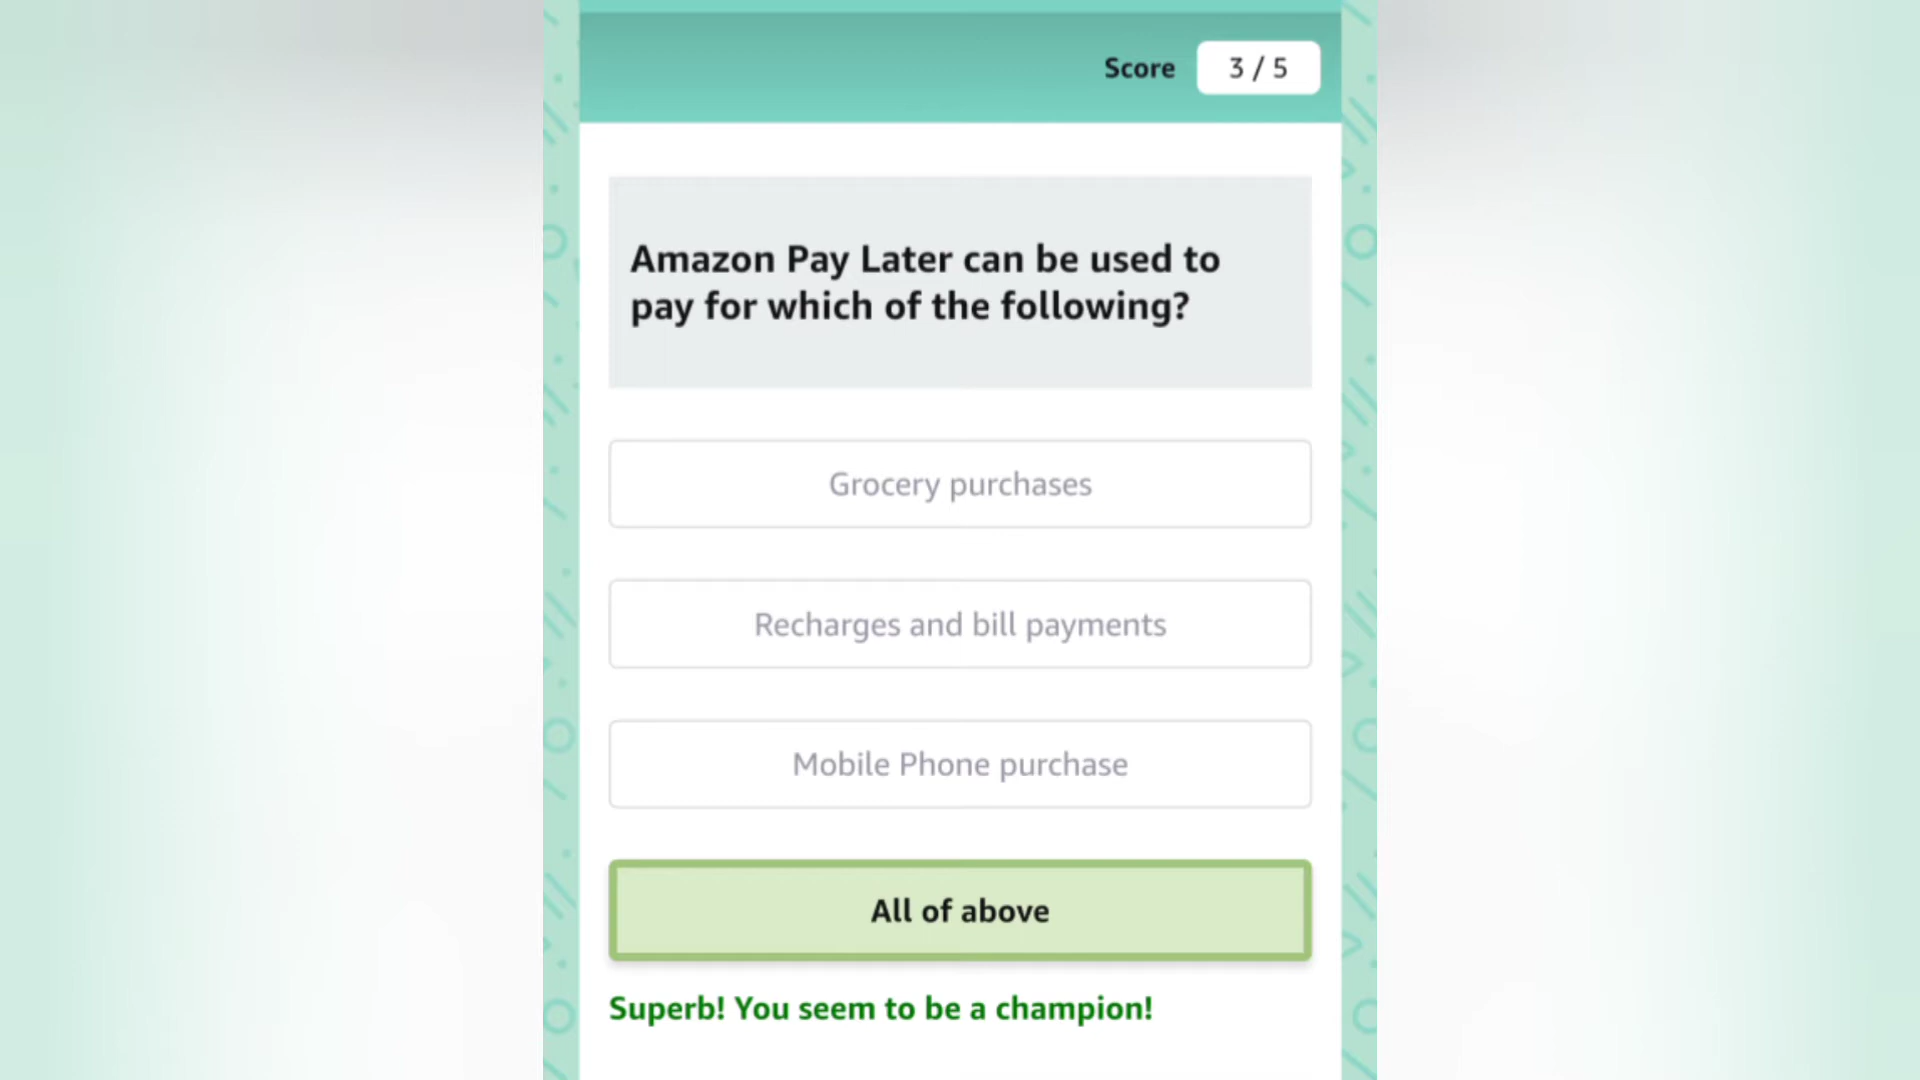 Score 3 / 5
Amazon Pay Later can be used to
pay for which of the following?
Grocery purchases
Recharges and bill payments
Mobile Phone purchase
All of above
Superb! You seem to be a champion!